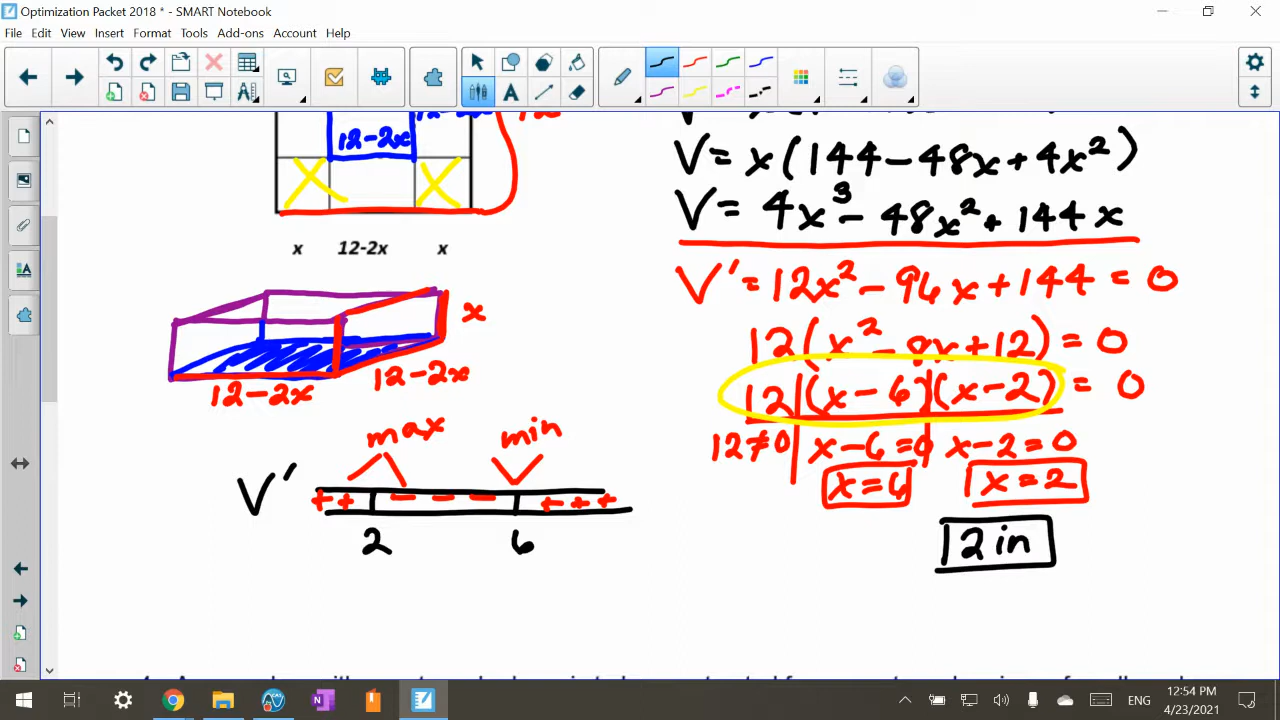 Optimization Packet 2018 * - SMART Notebook
File Edit View Insert Format Tools Add-ons Account Help
12-2x
V= x(144-48x+4x²)
V= 4x³-48x²+144x
x 12-2x x
V'=12x²-96x+144=0
12(x²-8x+12)=0
12(x-6)(x-2)=0
12≠0 x-6=0 x-2=0
x=6 x=2
2 in
x
12-2x 12-2x
max min
V' ++ --- +++
2 6
ENG
12:54 PM
4/23/2021